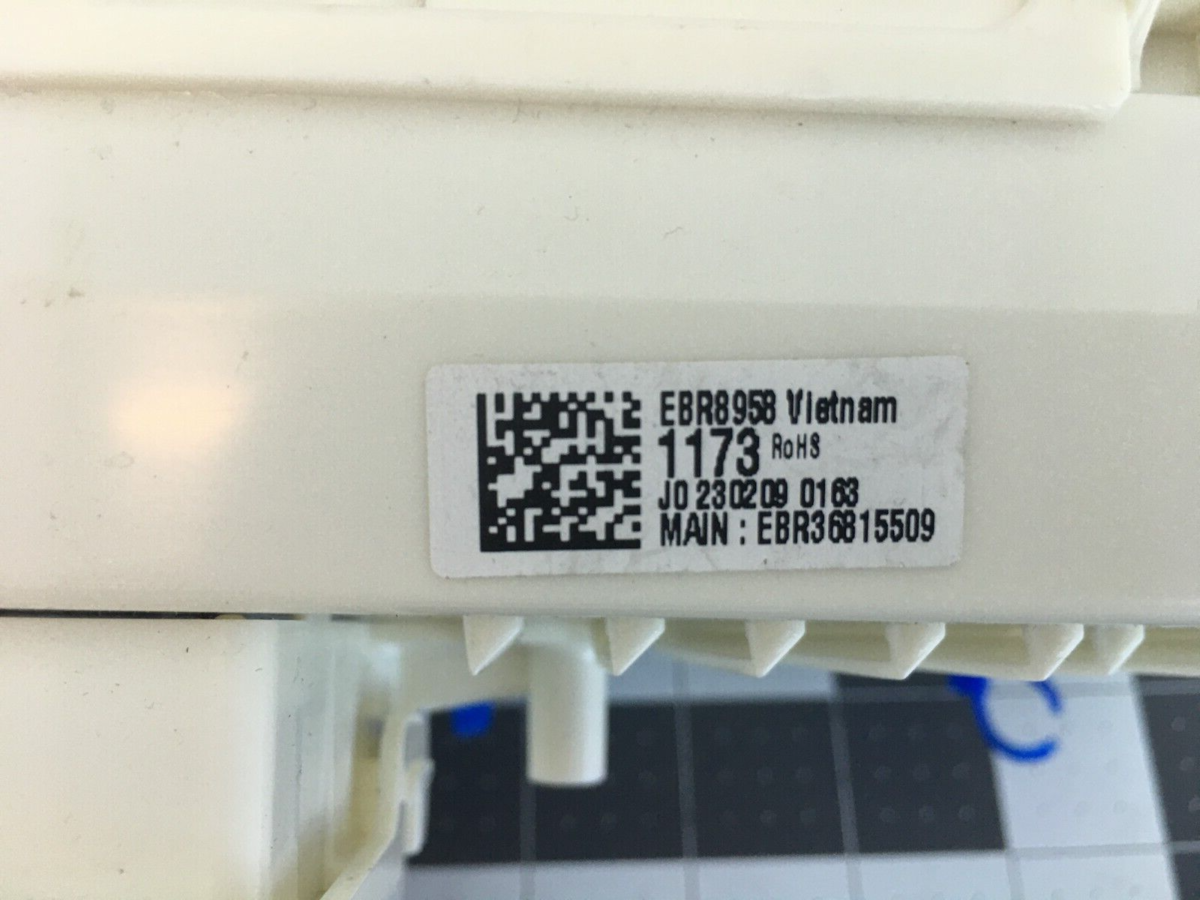 EBR8958 Vietnam
1173 RoHS
J0 230209 0163
MAIN : EBR36815509